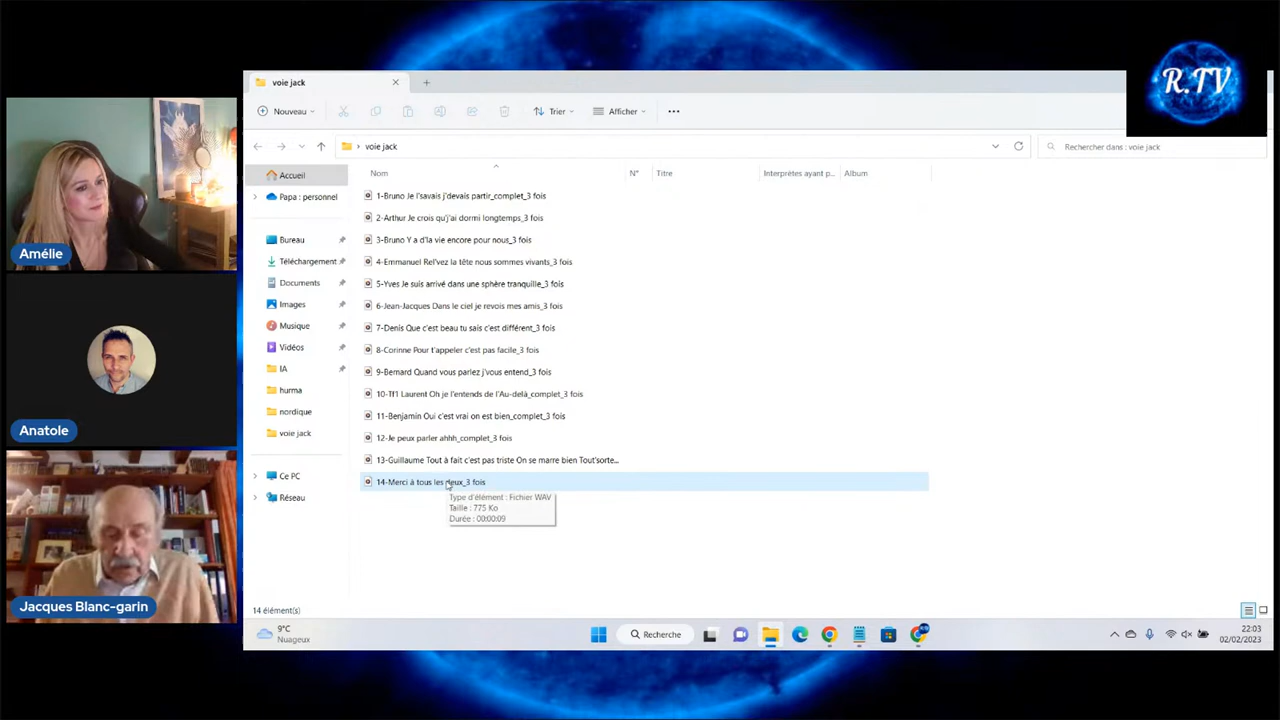 R.TV
voie jack
Nouveau
Trier
Afficher
voie jack
Rechercher dans : voie jack
Nom
N°
Titre
Interprètes ayant p...
Album
Accueil
Papa : personnel
Bureau
Téléchargement
Documents
Images
Musique
Vidéos
IA
hurma
nordique
voie jack
Ce PC
Réseau
1-Bruno Je l'savais j'devais partir_complet_3 fois
2-Arthur Je crois qu'j'ai dormi longtemps_3 fois
3-Bruno Y a d'la vie encore pour nous_3 fois
4-Emmanuel Rel'vez la tête nous sommes vivants_3 fois
5-Yves Je suis arrivé dans une sphère tranquille_3 fois
6-Jean-Jacques Dans le ciel je revois mes amis_3 fois
7-Denis Que c'est beau tu sais c'est différent_3 fois
8-Corinne Pour t'appeler c'est pas facile_3 fois
9-Bernard Quand vous parlez j'vous entend_3 fois
10-Tf1 Laurent Oh je l'entends de l'Au-delà_complet_3 fois
11-Benjamin Oui c'est vrai on est bien_complet_3 fois
12-Je peux parler ahhh_complet_3 fois
13-Guillaume Tout à fait c'est pas triste On se marre bien Tout'sorte...
14-Merci à tous les deux_3 fois
Type d'élément : Fichier WAV
Taille : 775 Ko
Durée : 00:00:09
14 élément(s)
9°C
Nuageux
Recherche
22:03
02/02/2023
Amélie
Anatole
Jacques Blanc-garin